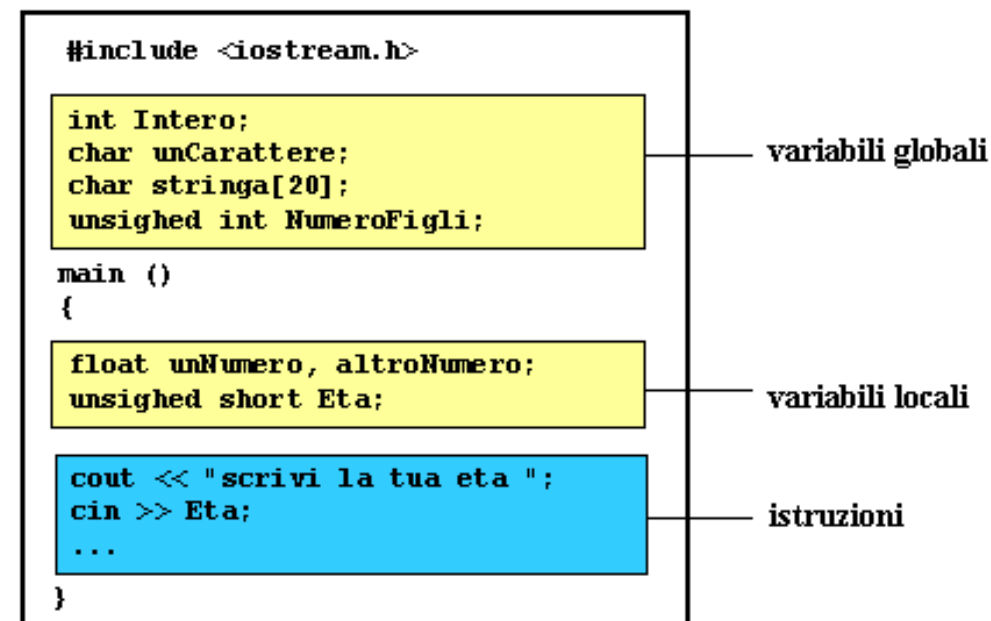 #include <iostream.h>
int Intero;
char unCarattere;
char stringa[20];
unsighed int NumeroFigli;
variabili globali
main ()
{
float unNumero, altroNumero;
unsighed short Eta;
variabili locali
cout << "scrivi la tua eta ";
cin >> Eta;
...
istruzioni
}